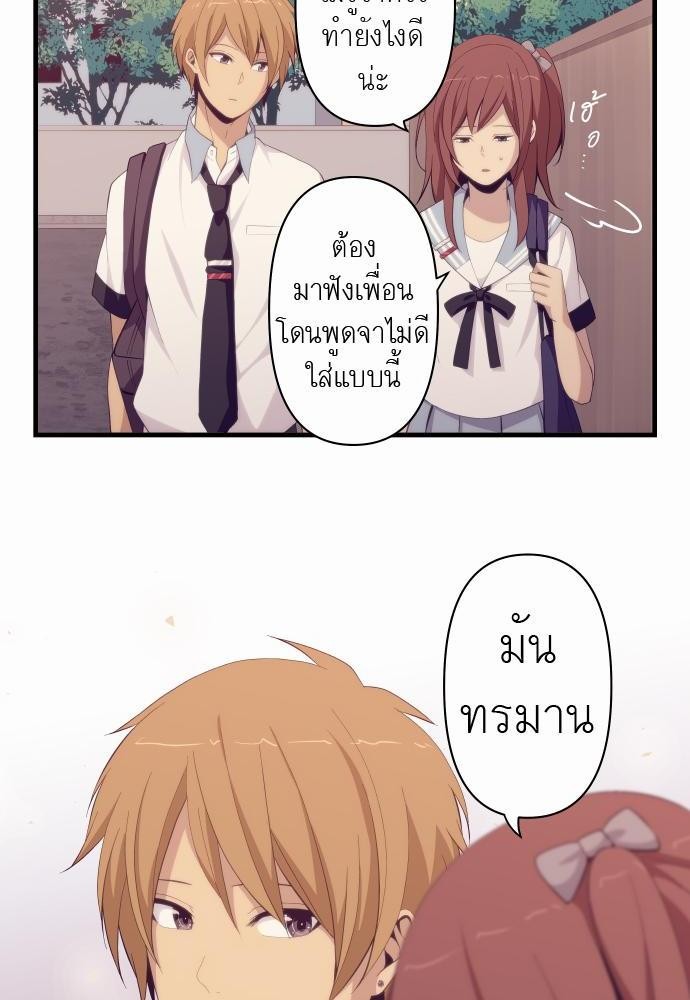 ทำยังไงดี
น่ะ
เฮ้อ...
ต้อง
มาฟังเพื่อน
โดนพูดจาไม่ดี
ใส่แบบนี้
มัน
ทรมาน